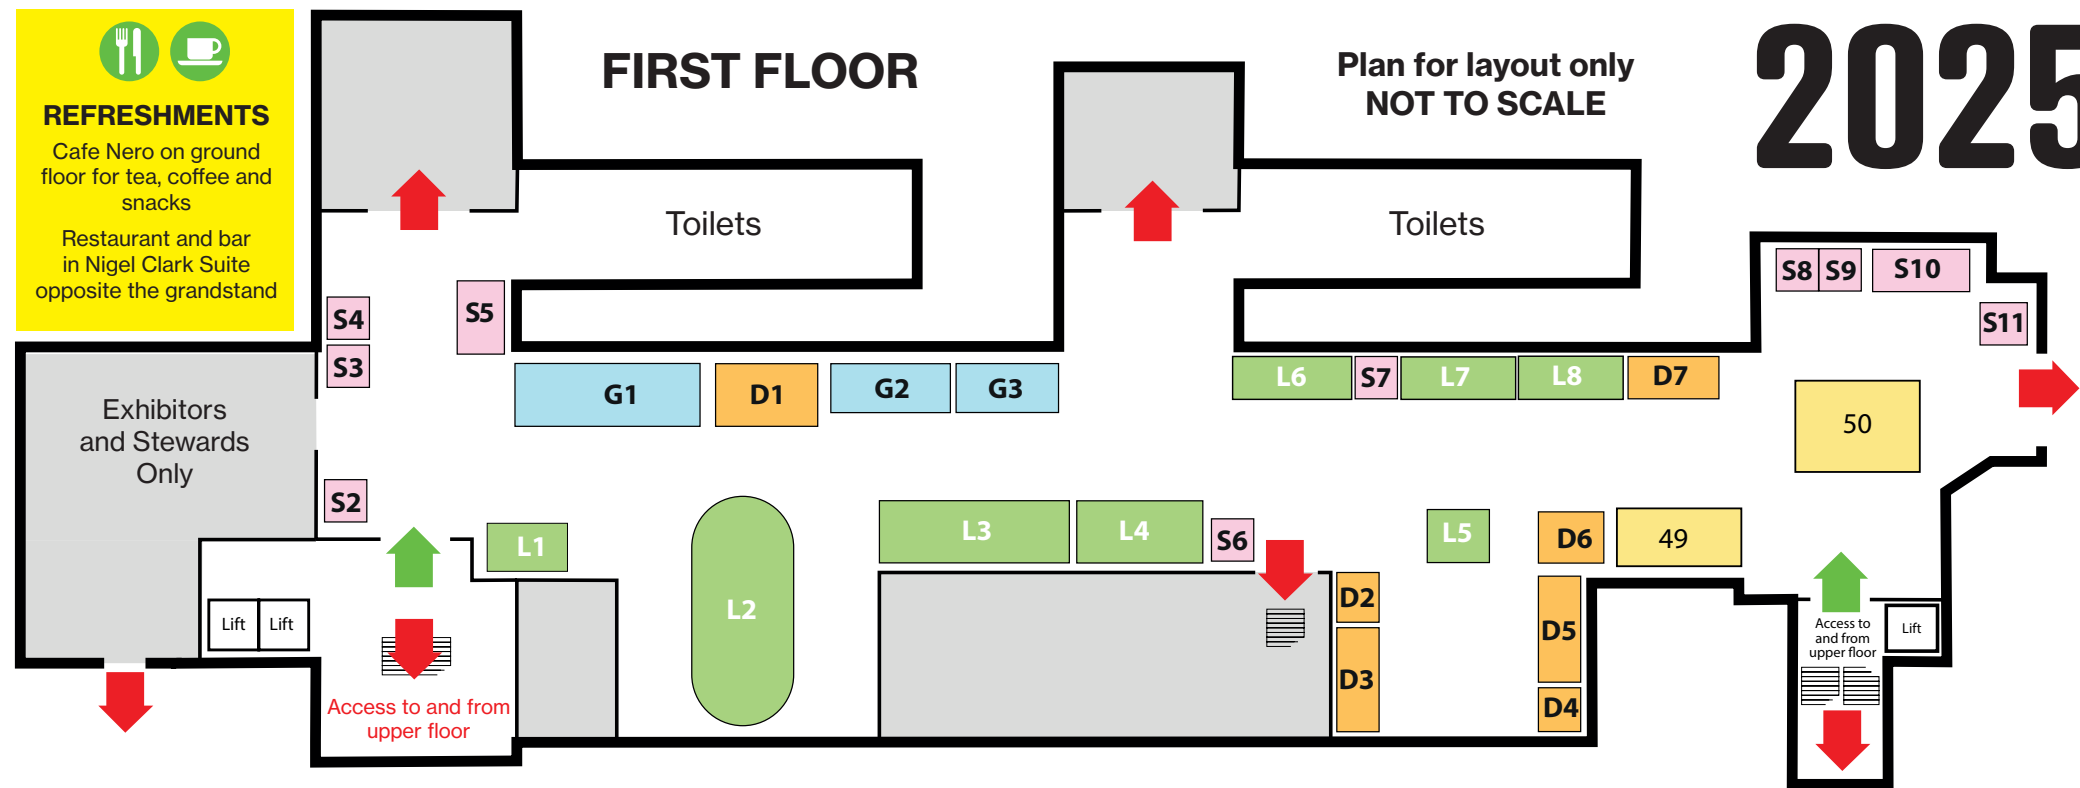 REFRESHMENTS
Cafe Nero on ground
floor for tea, coffee and
snacks
Restaurant and bar
in Nigel Clark Suite
opposite the grandstand
FIRST FLOOR
Plan for layout only
NOT TO SCALE
2025
Toilets
Toilets
S4
S3
S5
S8
S9
S10
S11
Exhibitors
and Stewards
Only
G1
D1
G2
G3
L6
S7
L7
L8
D7
50
S2
L1
L2
L3
L4
S6
L5
D6
49
D2
D3
D5
D4
Lift
Lift
Access to and from
upper floor
Access to
and from
upper floor
Lift